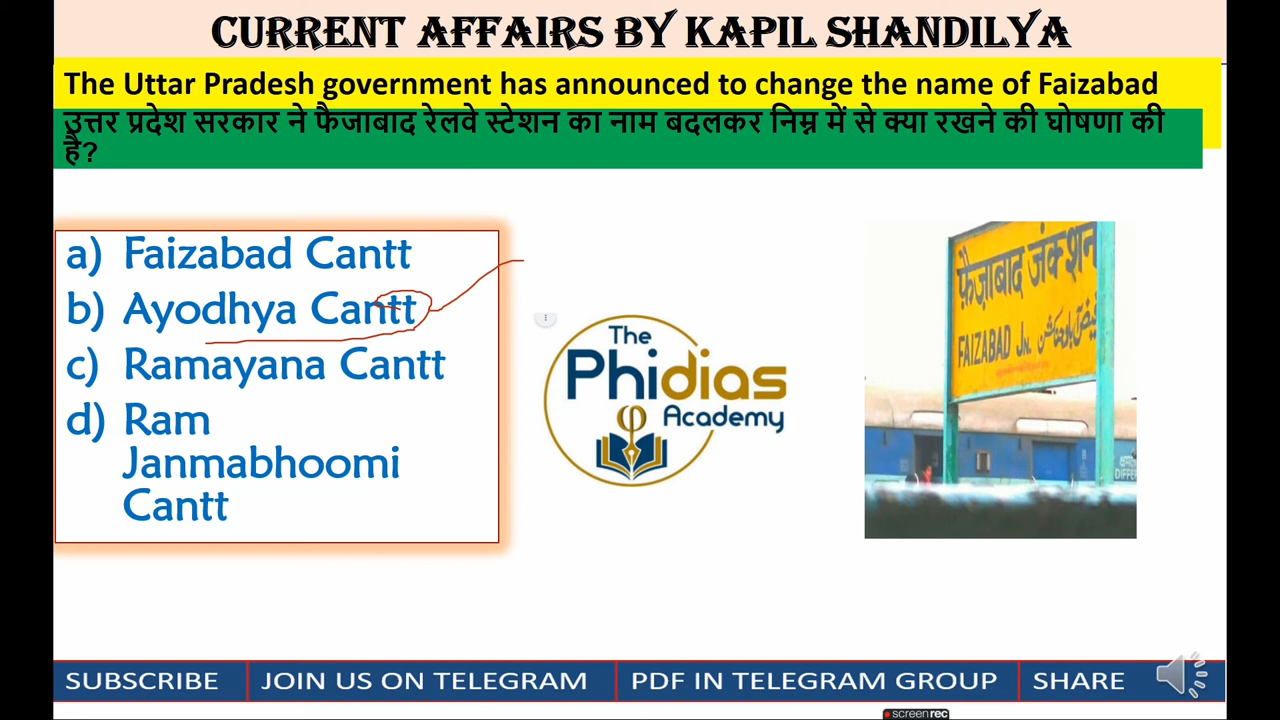 CURRENT AFFAIRS BY KAPIL SHANDILYA
The Uttar Pradesh government has announced to change the name of Faizabad
उत्तर प्रदेश सरकार ने फैजाबाद रेलवे स्टेशन का नाम बदलकर निम्न में से क्या रखने की घोषणा की
है?
a) Faizabad Cantt
b) Ayodhya Cantt
c) Ramayana Cantt
d) Ram
Janmabhoomi
Cantt
The
Phidias
φ Academy
फ़ैज़ाबाद जंक्शन
FAIZABAD JN.
SUBSCRIBE
JOIN US ON TELEGRAM
PDF IN TELEGRAM GROUP
SHARE
screenrec